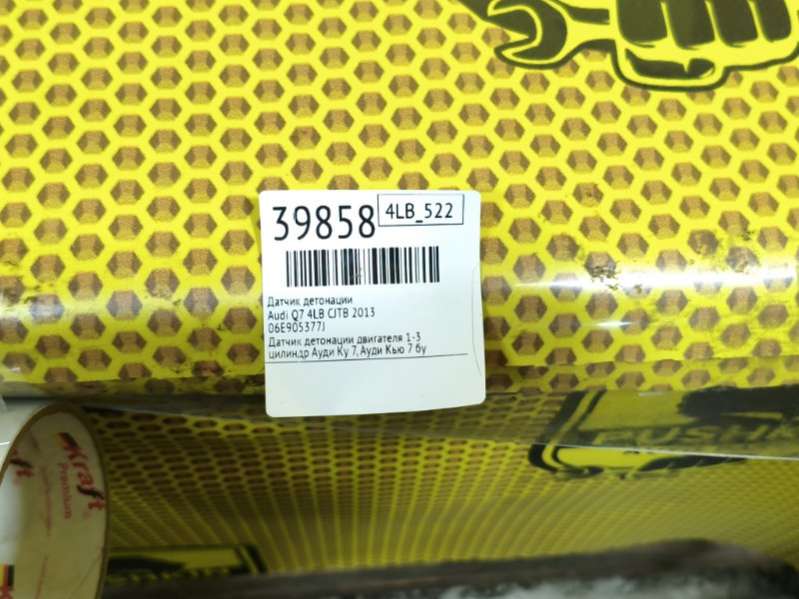 39858 4LB_522
Датчик детонации
Audi Q7 4LB CJTB 2013
06E905377J
Датчик детонации двигателя 1-3
цилиндр Ауди Ку 7,Ауди Кью 7 бу
Kraft
Premium